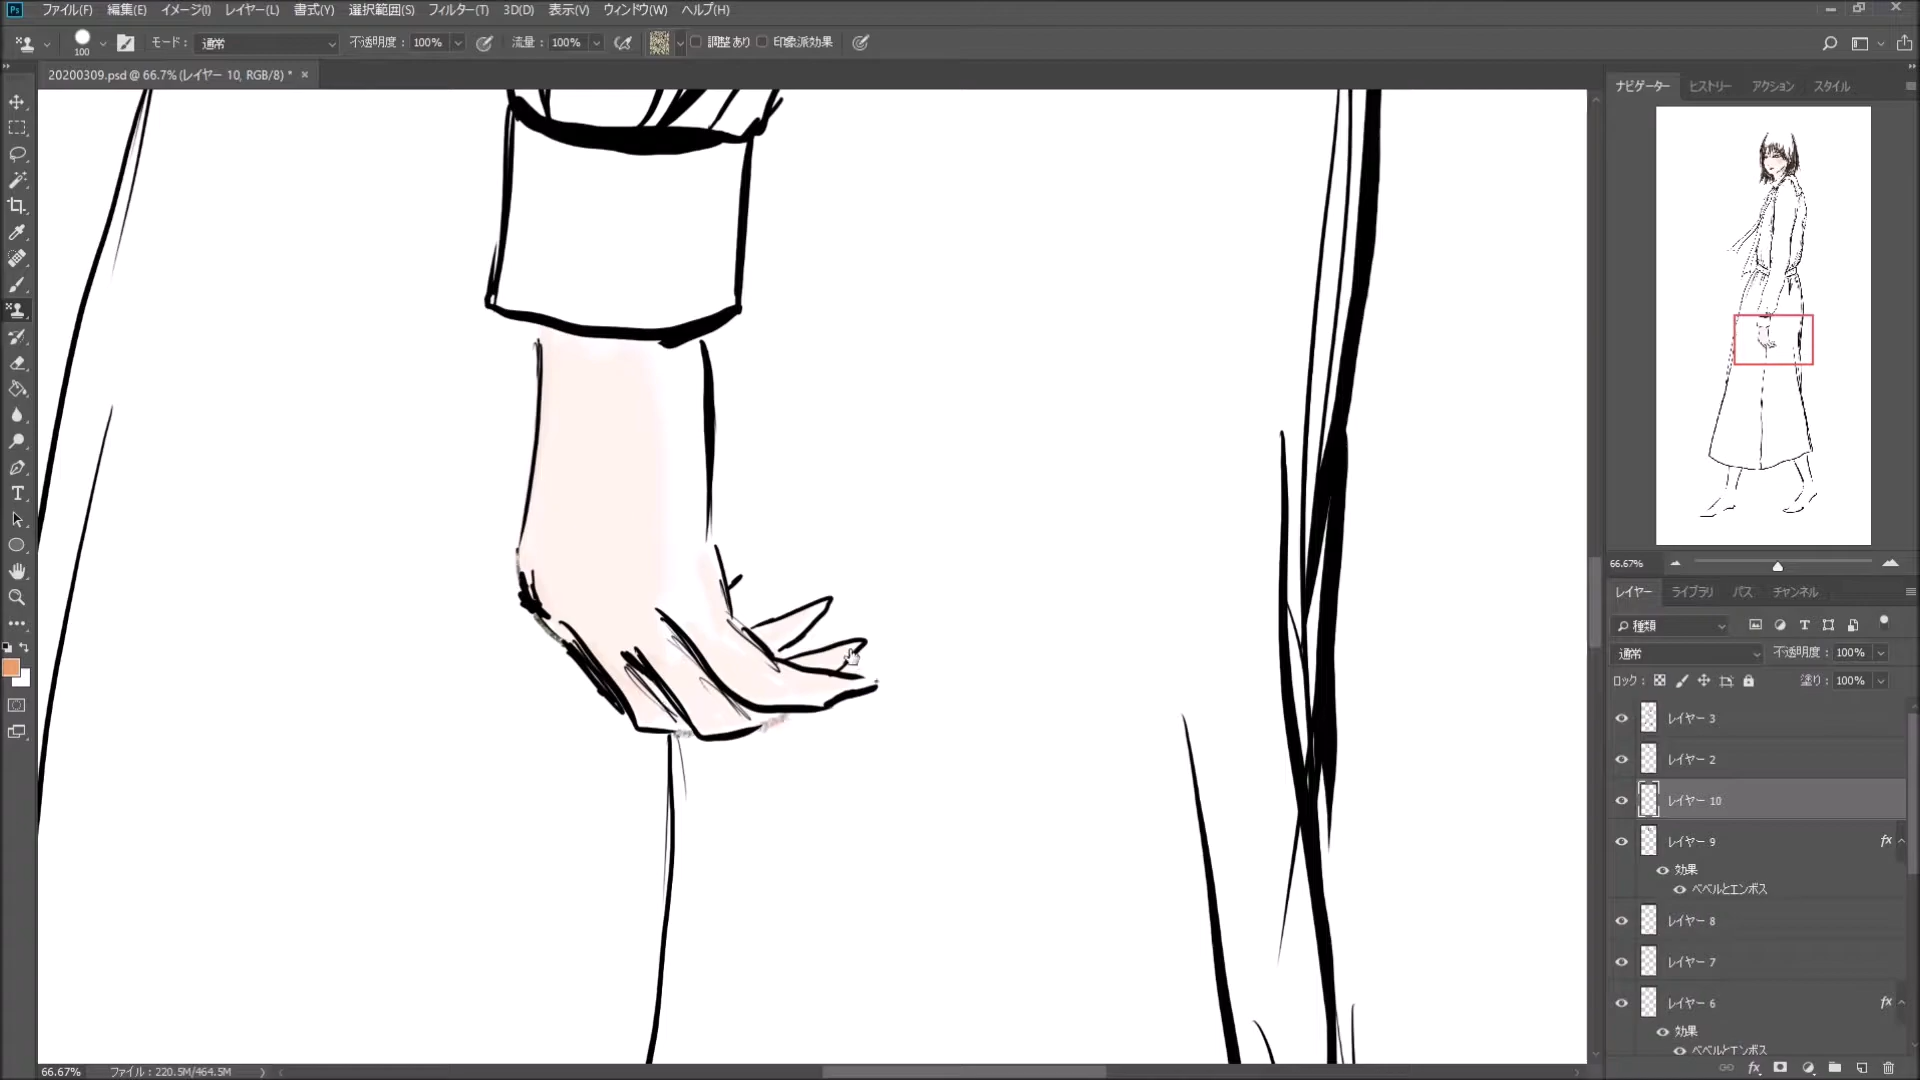 Ps ファイル(F) 編集(E) イメージ(I) レイヤー(L) 書式(Y) 選択範囲(S) フィルター(T) 3D(D) 表示(V) ウィンドウ(W) ヘルプ(H)
100 モード: 通常 不透明度: 100% 流量: 100% 調整あり 印象派効果
20200309.psd @ 66.7% (レイヤー 10, RGB/8) *
ナビゲーター ヒストリー アクション スタイル
66.67%
レイヤー ライブラリ パス チャンネル
種類
通常 不透明度: 100%
ロック: 塗り: 100%
レイヤー 3
レイヤー 2
レイヤー 10
レイヤー 9 fx
効果
ベベルとエンボス
レイヤー 8
レイヤー 7
レイヤー 6 fx
効果
ベベルとエンボス
66.67% ファイル: 220.5M/464.5M